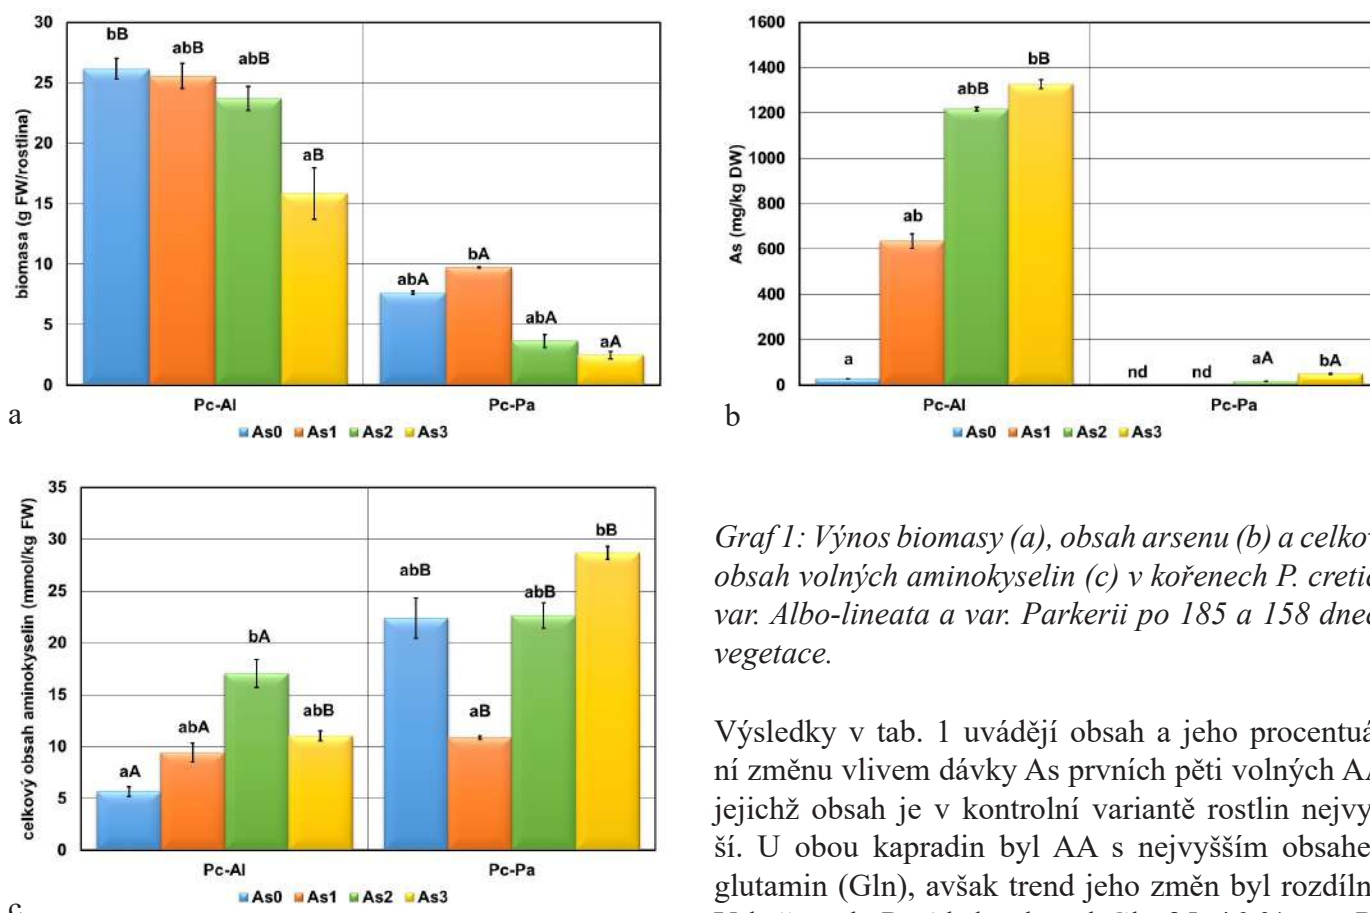 30
25
20
15
10
5
0
biomasa (g FW/rostlina)
bB
abB
abB
aB
abA
bA
abA
aA
Pc-Al Pc-Pa
As0 As1 As2 As3
a
1600
1400
1200
1000
800
600
400
200
0
As (mg/kg DW)
a
ab
abB
bB
nd nd
aA
bA
Pc-Al Pc-Pa
As0 As1 As2 As3
b
35
30
25
20
15
10
5
0
celkový obsah aminokyselin (mmol/kg FW)
aA
abA
bA
abB
abB
aB
abB
bB
Pc-Al Pc-Pa
As0 As1 As2 As3
c
Graf 1: Výnos biomasy (a), obsah arsenu (b) a celkov
obsah volných aminokyselin (c) v kořenech P. cretic
var. Albo-lineata a var. Parkerii po 185 a 158 dnec
vegetace.
Výsledky v tab. 1 uvádějí obsah a jeho procentuá
ní změnu vlivem dávky As prvních pěti volných AA
jejichž obsah je v kontrolní variantě rostlin nejvy
ší. U obou kapradin byl AA s nejvyšším obsahe
glutamin (Gln), avšak trend jeho změn byl rozdíln